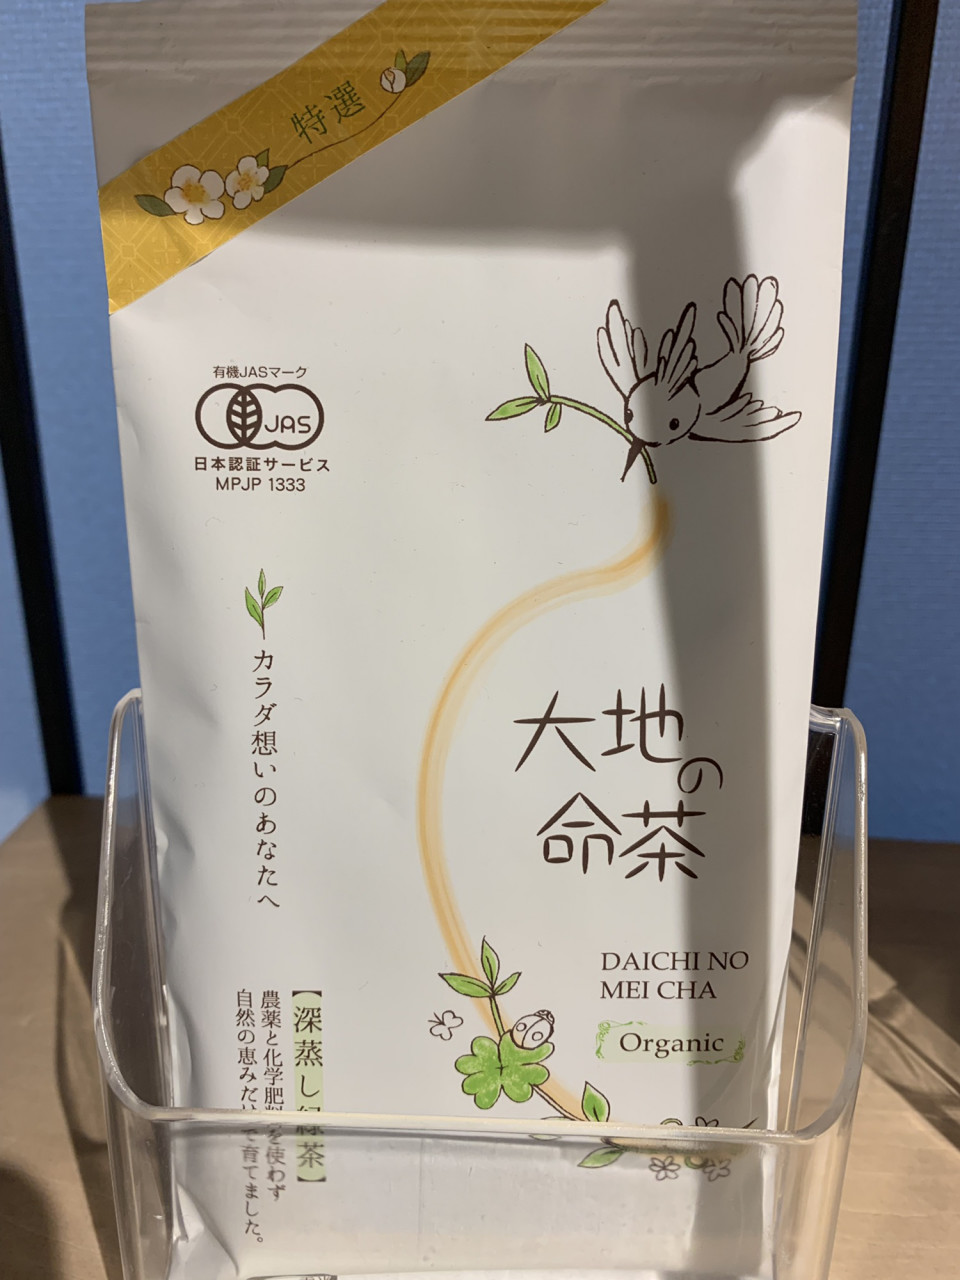 特選
有機JASマーク
JAS
日本認証サービス
MPJP 1333
カラダ想いのあなたへ
大地の
命茶
DAICHI NO
MEI CHA
Organic
【深蒸し緑茶】
農薬と化学肥料を使わず
自然の恵みだけで育てました。